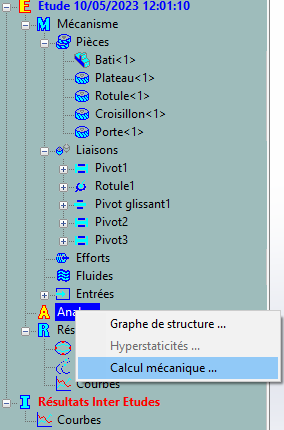 E Etude 10/05/2023 12:01:10
M Mécanisme
Pièces
Bati<1>
Plateau<1>
Rotule<1>
Croisillon<1>
Porte<1>
Liaisons
Pivot1
Rotule1
Pivot glissant1
Pivot2
Pivot3
Efforts
Fluides
Entrées
A
Graphe de structure ...
R
Hyperstaticités ...
Calcul mécanique ...
Courbes
I Résultats Inter Etudes
Courbes